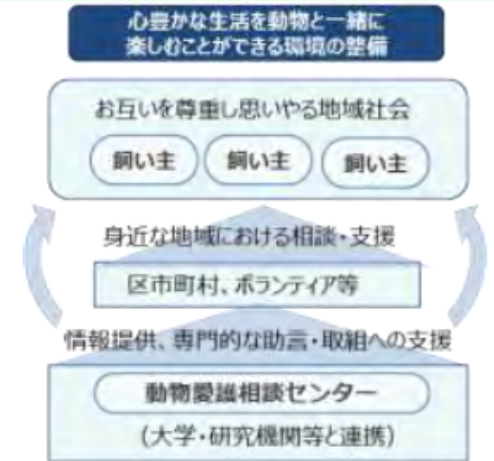 心豊かな生活を動物と一緒に
楽しむことができる環境の整備
お互いを尊重し思いやる地域社会
飼い主 飼い主 飼い主
身近な地域における相談・支援
区市町村、ボランティア等
情報提供、専門的な助言・取組への支援
動物愛護相談センター
(大学・研究機関等と連携)